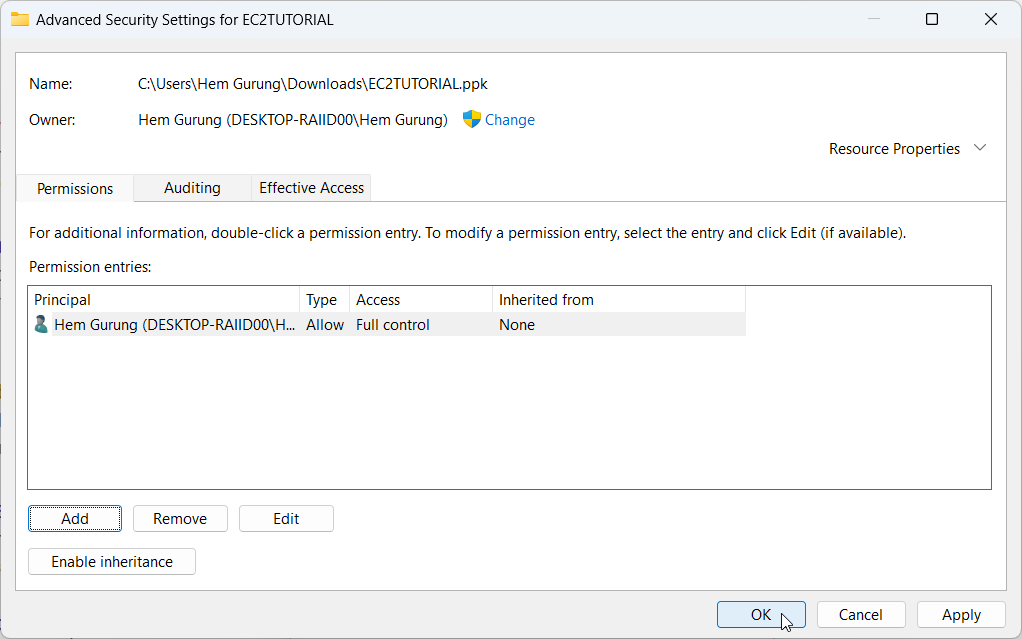 Advanced Security Settings for EC2TUTORIAL
Name: C:\Users\Hem Gurung\Downloads\EC2TUTORIAL.ppk
Owner: Hem Gurung (DESKTOP-RAIID00\Hem Gurung) Change
Resource Properties
Permissions Auditing Effective Access
For additional information, double-click a permission entry. To modify a permission entry, select the entry and click Edit (if available).
Permission entries:
Principal Type Access Inherited from
Hem Gurung (DESKTOP-RAIID00\H... Allow Full control None
Add Remove Edit
Enable inheritance
OK Cancel Apply